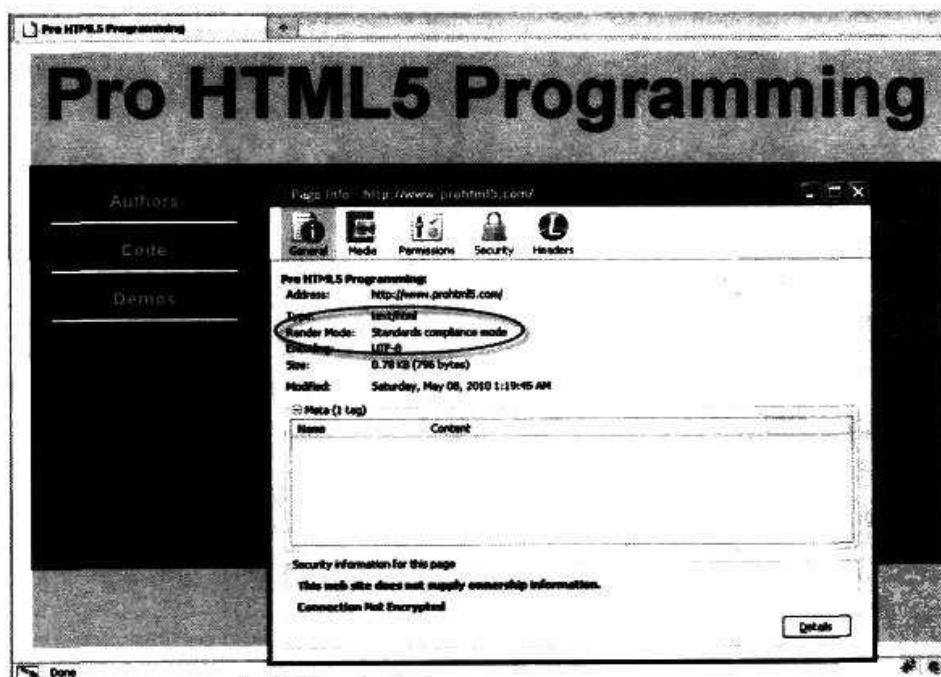 Pro HTML5 Programming
Pro HTML5 Programming
Authors
Code
Demos
Page Info - http://www.prohtml5.com/
General Media Permissions Security Headers
Pro HTML5 Programming:
Address: http://www.prohtml5.com/
Type: text/html
Render Mode: Standards compliance mode
Encoding: UTF-8
Size: 0.78 KB (796 bytes)
Modified: Saturday, May 08, 2010 1:19:45 AM
Meta (1 tag)
Name Content
Security information for this page
This web site does not supply ownership information.
Connection Not Encrypted
Details
Done